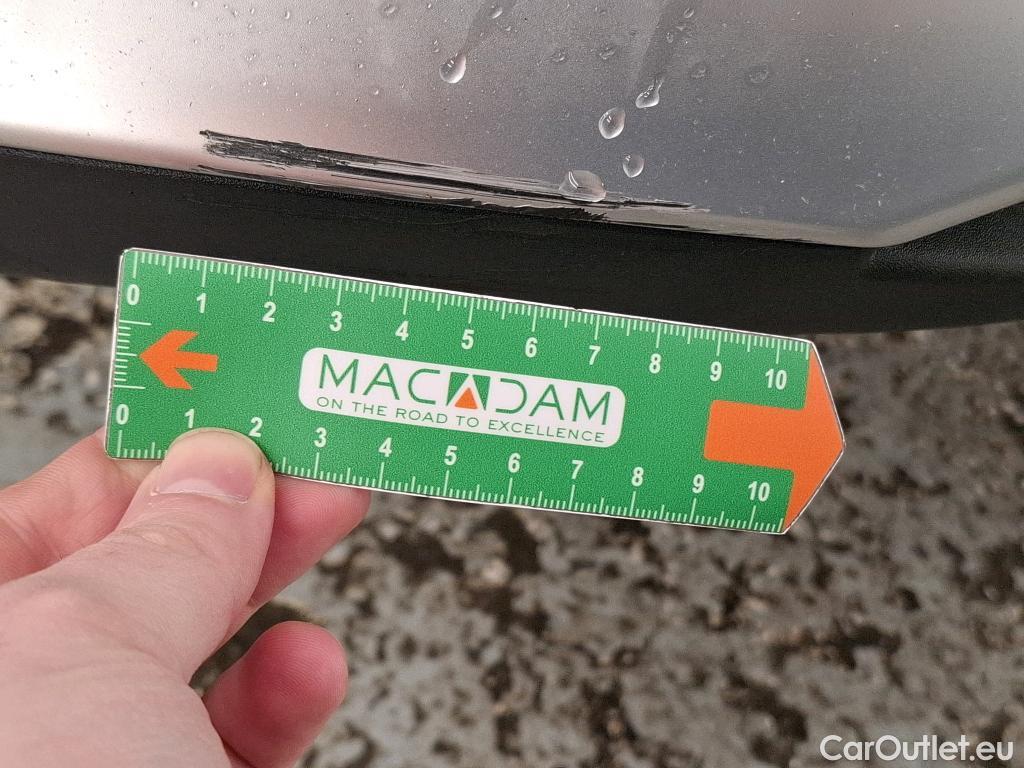 0 1 2 3 4 5 6 7 8 9 10
MACADAM
ON THE ROAD TO EXCELLENCE
0 1 2 3 4 5 6 7 8 9 10
CarOutlet.eu